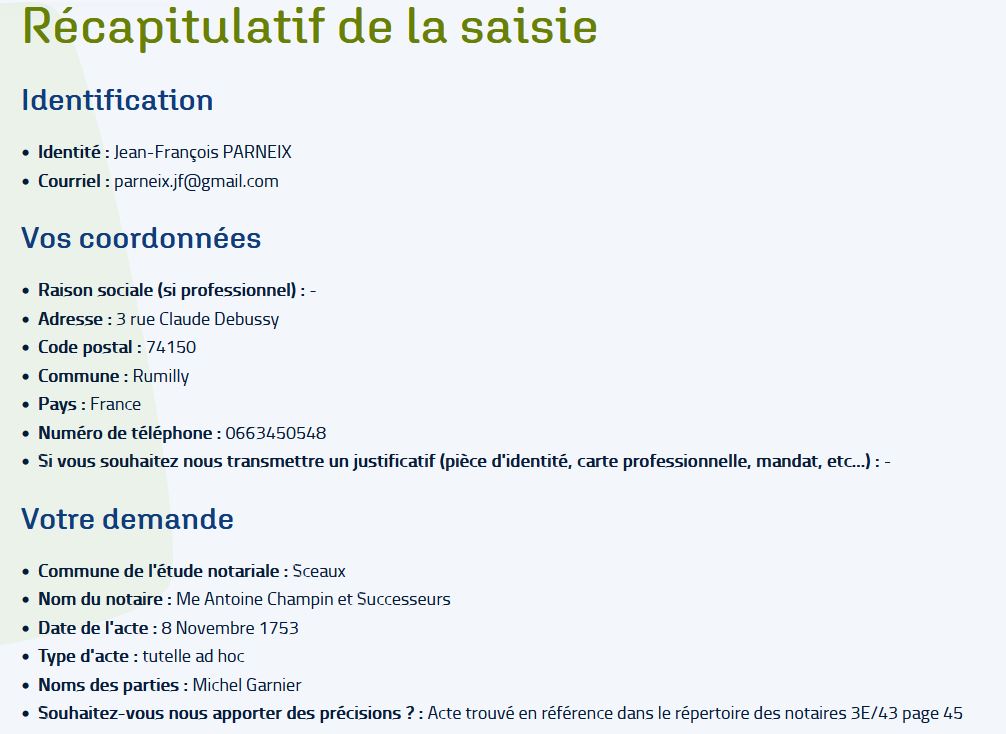 Récapitulatif de la saisie
Identification
• Identité : Jean-François PARNEIX
• Courriel : parneix.jf@gmail.com
Vos coordonnées
• Raison sociale (si professionnel) : -
• Adresse : 3 rue Claude Debussy
• Code postal : 74150
• Commune : Rumilly
• Pays : France
• Numéro de téléphone : 0663450548
• Si vous souhaitez nous transmettre un justificatif (pièce d'identité, carte professionnelle, mandat, etc...) : -
Votre demande
• Commune de l'étude notariale : Sceaux
• Nom du notaire : Me Antoine Champin et Successeurs
• Date de l'acte : 8 Novembre 1753
• Type d'acte : tutelle ad hoc
• Noms des parties : Michel Garnier
• Souhaitez-vous nous apporter des précisions ? : Acte trouvé en référence dans le répertoire des notaires 3E/43 page 45